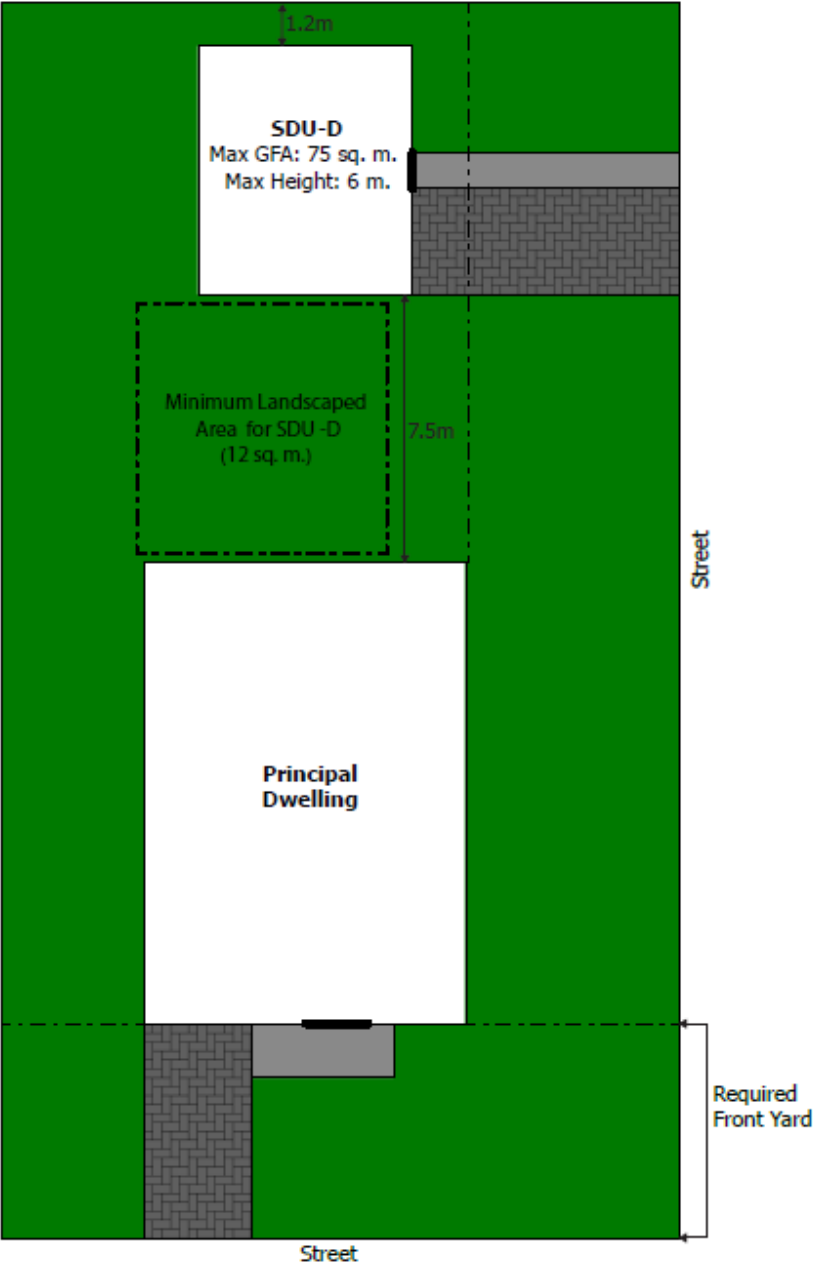 1.2m
SDU-D
Max GFA: 75 sq. m.
Max Height: 6 m.
Minimum Landscaped
Area for SDU -D
(12 sq. m.)
7.5m
Street
Principal
Dwelling
Required
Front Yard
Street